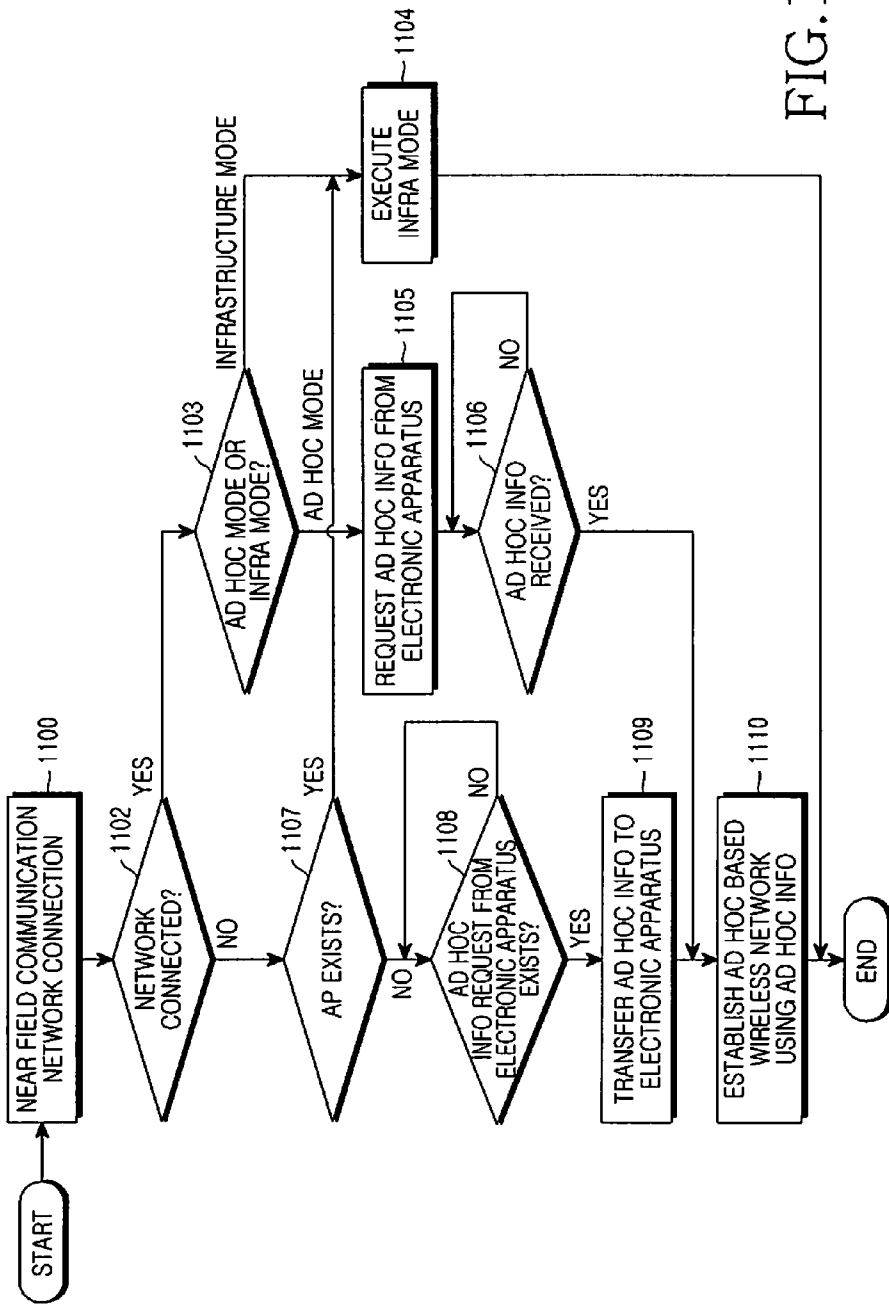 START
NEAR FIELD COMMUNICATION
NETWORK CONNECTION
1100
NETWORK
CONNECTED?
1102
YES
NO
AD HOC MODE OR
INFRA MODE?
1103
INFRASTRUCTURE MODE
AD HOC MODE
EXECUTE
INFRA MODE
1104
REQUEST AD HOC INFO FROM
ELECTRONIC APPARATUS
1105
AD HOC INFO
RECEIVED?
1106
NO
YES
AP EXISTS?
1107
YES
NO
AD HOC
INFO REQUEST FROM
ELECTRONIC APPARATUS
EXISTS?
1108
NO
YES
TRANSFER AD HOC INFO TO
ELECTRONIC APPARATUS
1109
ESTABLISH AD HOC BASED
WIRELESS NETWORK
USING AD HOC INFO
1110
END
FIG.